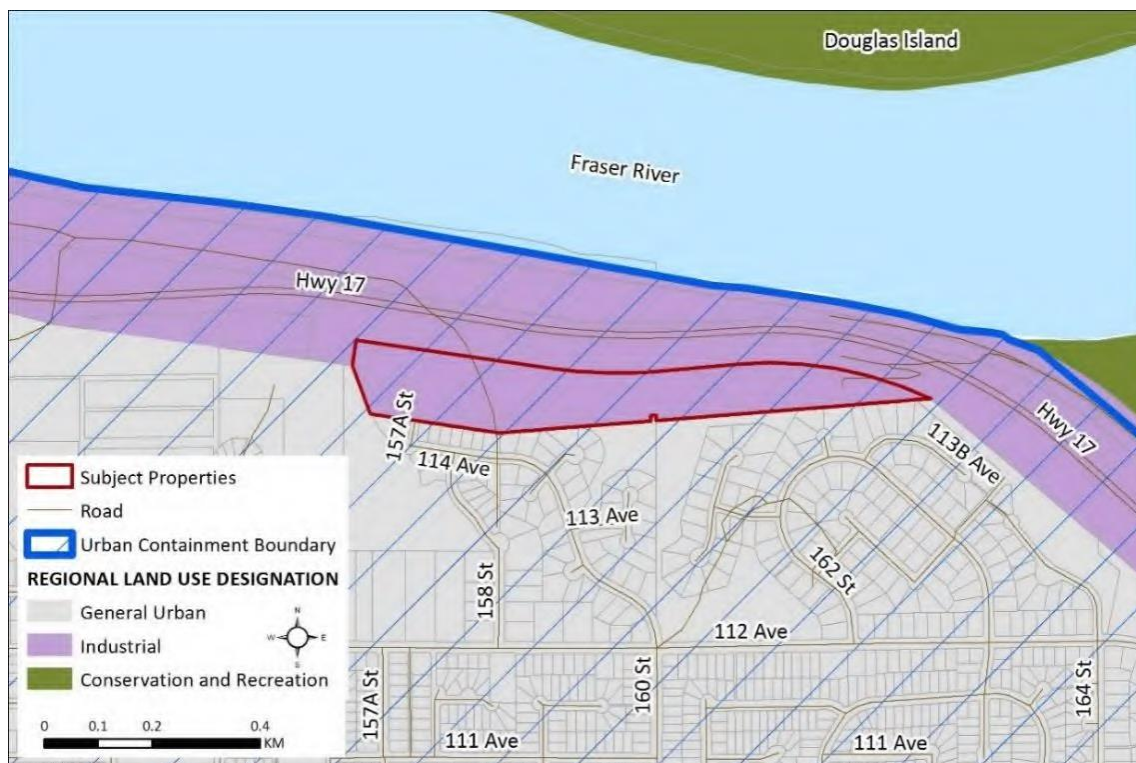 Douglas Island
Fraser River
Hwy 17
Hwy 17
157A St
114 Ave
113B Ave
113 Ave
162 St
158 St
112 Ave
157A St
160 St
164 St
111 Ave
111 Ave
Subject Properties
Road
Urban Containment Boundary
REGIONAL LAND USE DESIGNATION
General Urban
Industrial
Conservation and Recreation
N
W E
S
0 0.1 0.2 0.4
KM